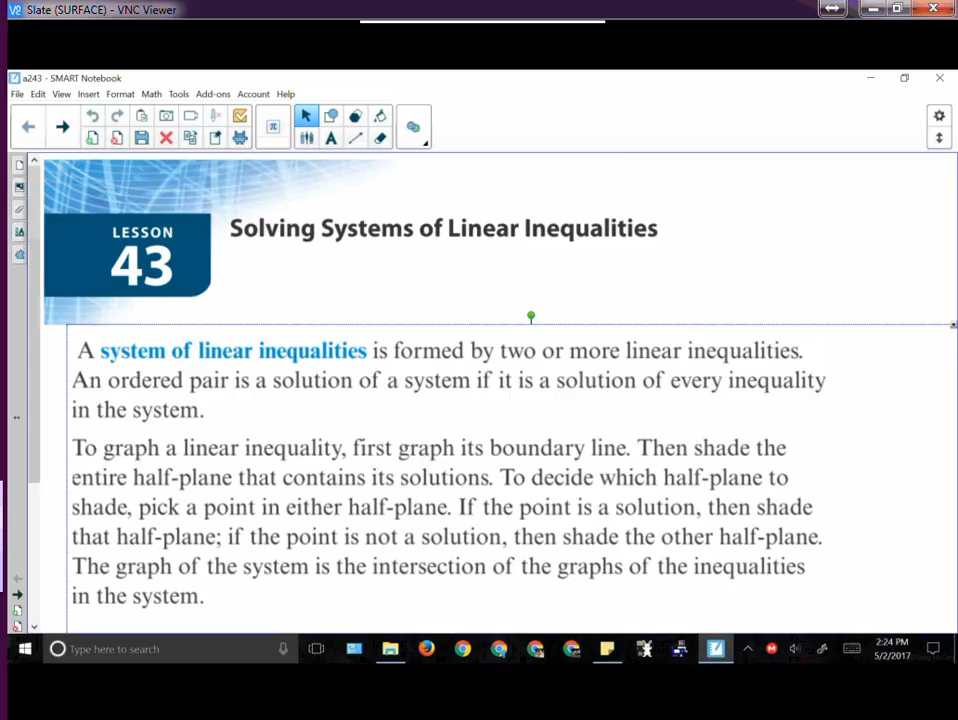 Slate (SURFACE) - VNC Viewer
a243 - SMART Notebook
File Edit View Insert Format Math Tools Add-ons Account Help
LESSON
43
Solving Systems of Linear Inequalities
A system of linear inequalities is formed by two or more linear inequalities.
An ordered pair is a solution of a system if it is a solution of every inequality
in the system.
To graph a linear inequality, first graph its boundary line. Then shade the
entire half-plane that contains its solutions. To decide which half-plane to
shade, pick a point in either half-plane. If the point is a solution, then shade
that half-plane; if the point is not a solution, then shade the other half-plane.
The graph of the system is the intersection of the graphs of the inequalities
in the system.
Type here to search
2:24 PM
5/2/2017